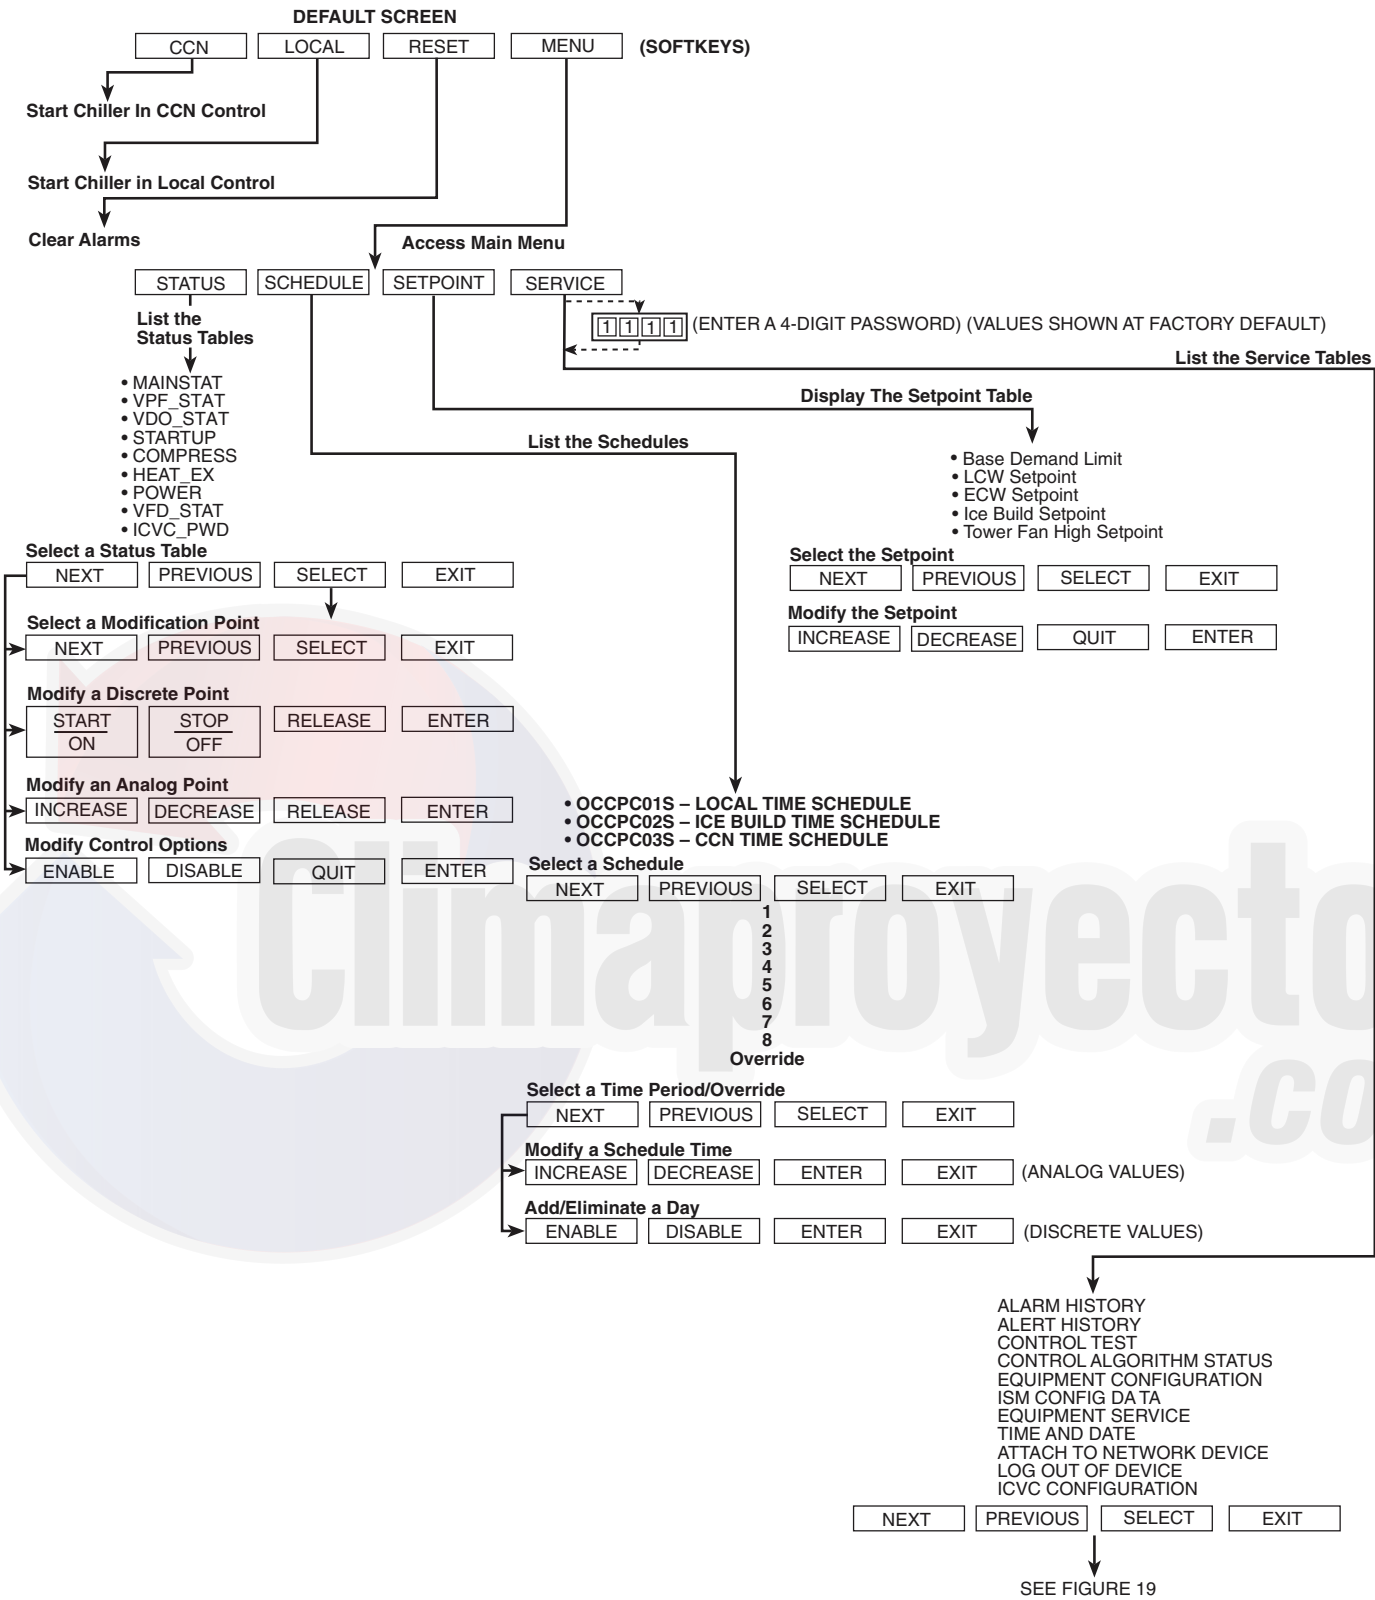 DEFAULT SCREEN
CCN LOCAL RESET MENU (SOFTKEYS)
Start Chiller In CCN Control
Start Chiller in Local Control
Clear Alarms
Access Main Menu
STATUS SCHEDULE SETPOINT SERVICE
List the
Status Tables
1 1 1 1 (ENTER A 4-DIGIT PASSWORD) (VALUES SHOWN AT FACTORY DEFAULT)
List the Service Tables
• MAINSTAT
• VPF_STAT
• VDO_STAT
• STARTUP
• COMPRESS
• HEAT_EX
• POWER
• VFD_STAT
• ICVC_PWD
Display The Setpoint Table
List the Schedules
• Base Demand Limit
• LCW Setpoint
• ECW Setpoint
• Ice Build Setpoint
• Tower Fan High Setpoint
Select a Status Table
NEXT PREVIOUS SELECT EXIT
Select the Setpoint
NEXT PREVIOUS SELECT EXIT
Select a Modification Point
NEXT PREVIOUS SELECT EXIT
Modify the Setpoint
INCREASE DECREASE QUIT ENTER
Modify a Discrete Point
START STOP RELEASE ENTER
ON OFF
Modify an Analog Point
INCREASE DECREASE RELEASE ENTER
Modify Control Options
ENABLE DISABLE QUIT ENTER
• OCCPC01S – LOCAL TIME SCHEDULE
• OCCPC02S – ICE BUILD TIME SCHEDULE
• OCCPC03S – CCN TIME SCHEDULE
Select a Schedule
NEXT PREVIOUS SELECT EXIT
1
2
3
4
5
6
7
8
Override
Climaproyecto
.co
Select a Time Period/Override
NEXT PREVIOUS SELECT EXIT
Modify a Schedule Time
INCREASE DECREASE ENTER EXIT (ANALOG VALUES)
Add/Eliminate a Day
ENABLE DISABLE ENTER EXIT (DISCRETE VALUES)
ALARM HISTORY
ALERT HISTORY
CONTROL TEST
CONTROL ALGORITHM STATUS
EQUIPMENT CONFIGURATION
ISM CONFIG DATA
EQUIPMENT SERVICE
TIME AND DATE
ATTACH TO NETWORK DEVICE
LOG OUT OF DEVICE
ICVC CONFIGURATION
NEXT PREVIOUS SELECT EXIT
SEE FIGURE 19